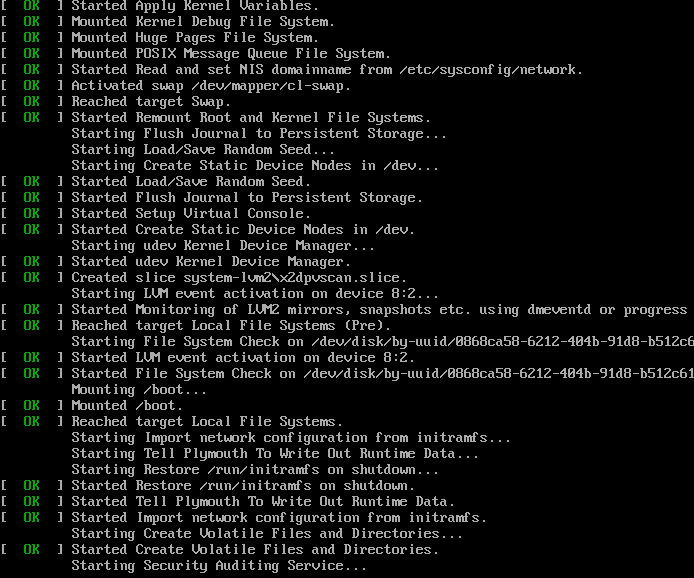 [  OK  ] Started Apply Kernel Variables.
[  OK  ] Mounted Kernel Debug File System.
[  OK  ] Mounted Huge Pages File System.
[  OK  ] Mounted POSIX Message Queue File System.
[  OK  ] Started Read and set NIS domainname from /etc/sysconfig/network.
[  OK  ] Activated swap /dev/mapper/cl-swap.
[  OK  ] Reached target Swap.
[  OK  ] Started Remount Root and Kernel File Systems.
         Starting Flush Journal to Persistent Storage...
         Starting Load/Save Random Seed...
         Starting Create Static Device Nodes in /dev...
[  OK  ] Started Load/Save Random Seed.
[  OK  ] Started Flush Journal to Persistent Storage.
[  OK  ] Started Setup Virtual Console.
[  OK  ] Started Create Static Device Nodes in /dev.
         Starting udev Kernel Device Manager...
[  OK  ] Started udev Kernel Device Manager.
[  OK  ] Created slice system-lvm2\x2dpvscan.slice.
         Starting LVM event activation on device 8:2...
[  OK  ] Started Monitoring of LVM2 mirrors, snapshots etc. using dmeventd or progress
[  OK  ] Reached target Local File Systems (Pre).
         Starting File System Check on /dev/disk/by-uuid/0868ca58-6212-404b-91d8-b512c6
[  OK  ] Started LVM event activation on device 8:2.
[  OK  ] Started File System Check on /dev/disk/by-uuid/0868ca58-6212-404b-91d8-b512c61
         Mounting /boot...
[  OK  ] Mounted /boot.
[  OK  ] Reached target Local File Systems.
         Starting Import network configuration from initramfs...
         Starting Tell Plymouth To Write Out Runtime Data...
         Starting Restore /run/initramfs on shutdown...
[  OK  ] Started Restore /run/initramfs on shutdown.
[  OK  ] Started Tell Plymouth To Write Out Runtime Data.
[  OK  ] Started Import network configuration from initramfs.
         Starting Create Volatile Files and Directories...
[  OK  ] Started Create Volatile Files and Directories.
         Starting Security Auditing Service...